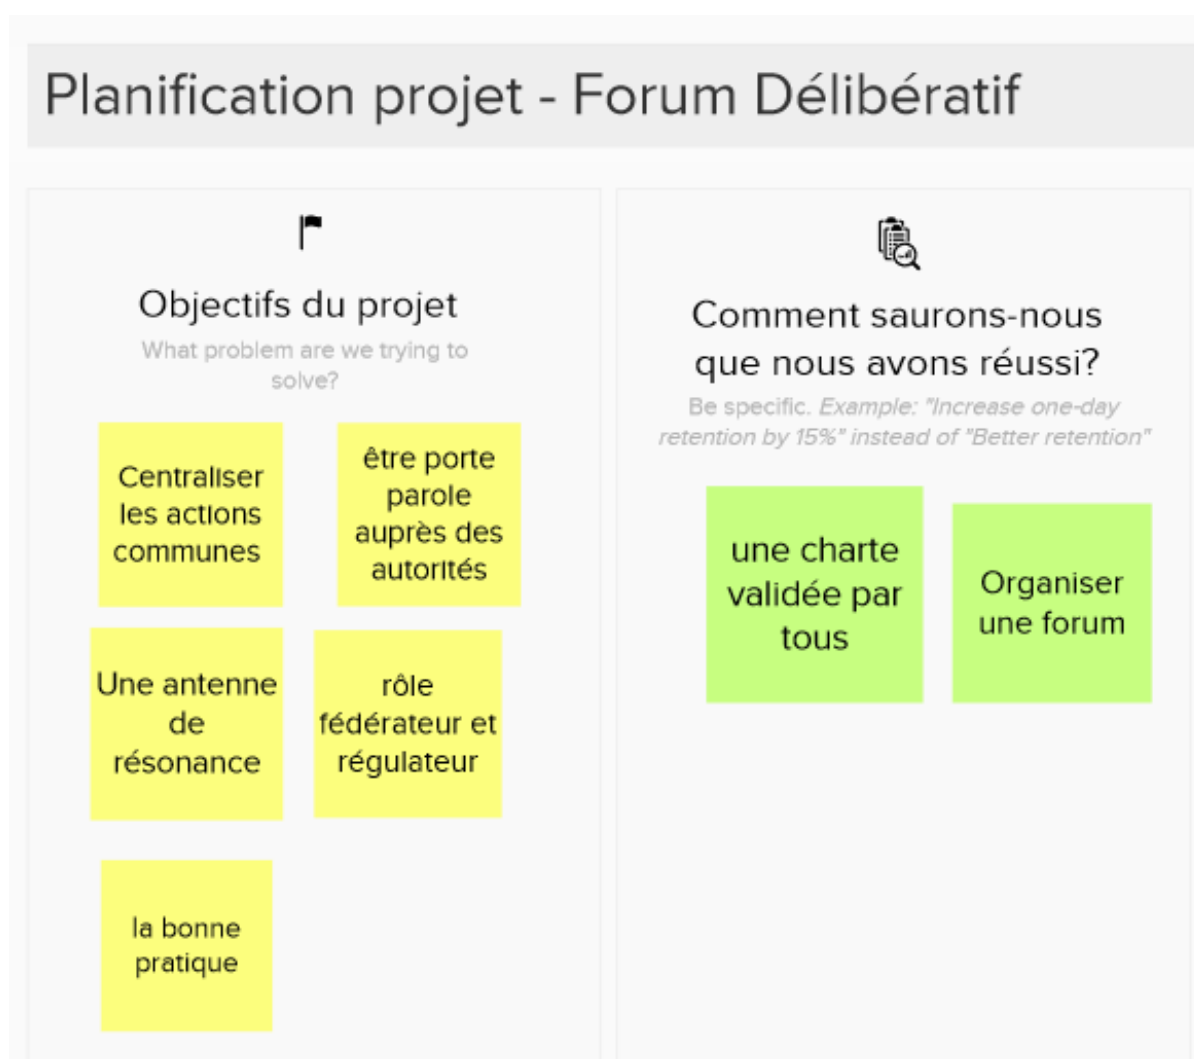 Planification projet - Forum Délibératif
Objectifs du projet
What problem are we trying to
solve?
Centraliser
les actions
communes
être porte
parole
auprès des
autorités
Une antenne
de
résonance
rôle
fédérateur et
régulateur
la bonne
pratique
Comment saurons-nous
que nous avons réussi?
Be specific. Example: "Increase one-day
retention by 15%" instead of "Better retention"
une charte
validée par
tous
Organiser
une forum